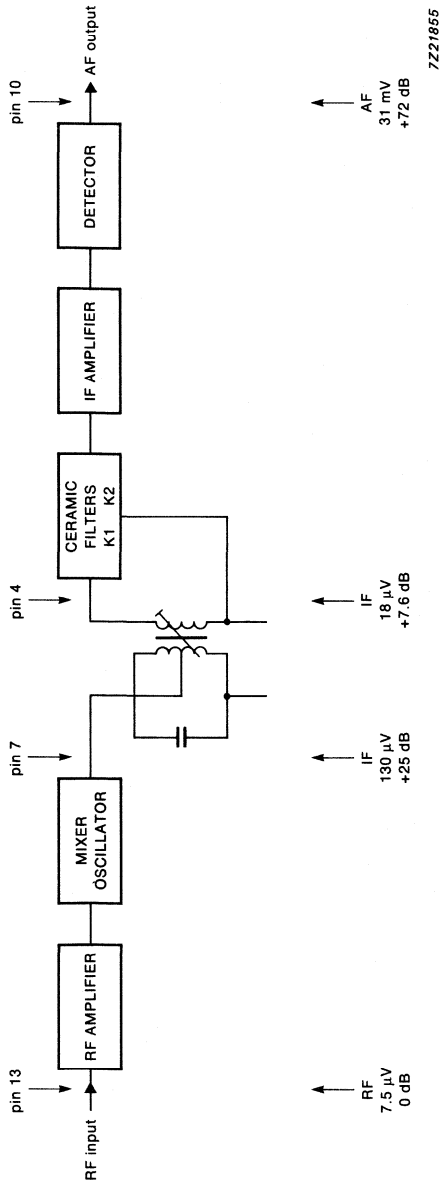 pin 13
pin 7
pin 4
pin 10
RF input
RF AMPLIFIER
MIXER
OSCILLATOR
CERAMIC
FILTERS
K1 K2
IF AMPLIFIER
DETECTOR
AF output
RF
7.5 μV
0 dB
IF
130 μV
+25 dB
IF
18 μV
+7.6 dB
AF
31 mV
+72 dB
7Z21855